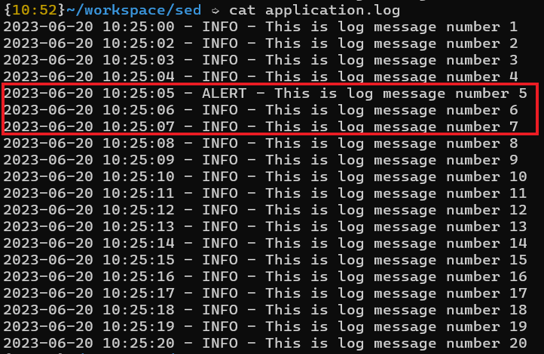 {10:52}~/workspace/sed ➭ cat application.log
2023-06-20 10:25:00 - INFO - This is log message number 1
2023-06-20 10:25:02 - INFO - This is log message number 2
2023-06-20 10:25:03 - INFO - This is log message number 3
2023-06-20 10:25:04 - INFO - This is log message number 4
2023-06-20 10:25:05 - ALERT - This is log message number 5
2023-06-20 10:25:06 - INFO - This is log message number 6
2023-06-20 10:25:07 - INFO - This is log message number 7
2023-06-20 10:25:08 - INFO - This is log message number 8
2023-06-20 10:25:09 - INFO - This is log message number 9
2023-06-20 10:25:10 - INFO - This is log message number 10
2023-06-20 10:25:11 - INFO - This is log message number 11
2023-06-20 10:25:12 - INFO - This is log message number 12
2023-06-20 10:25:13 - INFO - This is log message number 13
2023-06-20 10:25:14 - INFO - This is log message number 14
2023-06-20 10:25:15 - INFO - This is log message number 15
2023-06-20 10:25:16 - INFO - This is log message number 16
2023-06-20 10:25:17 - INFO - This is log message number 17
2023-06-20 10:25:18 - INFO - This is log message number 18
2023-06-20 10:25:19 - INFO - This is log message number 19
2023-06-20 10:25:20 - INFO - This is log message number 20